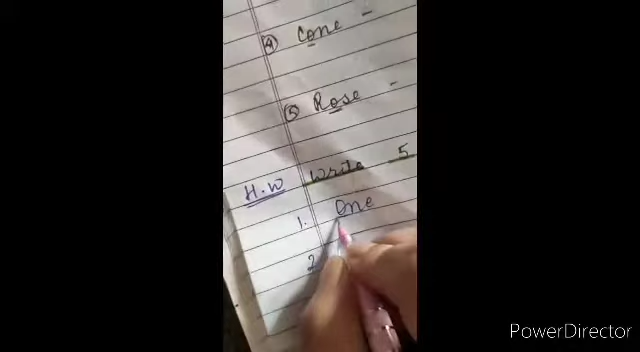 ④ Cone -
⑤ Rose -
H.W Write 5
1. One
2
PowerDirector